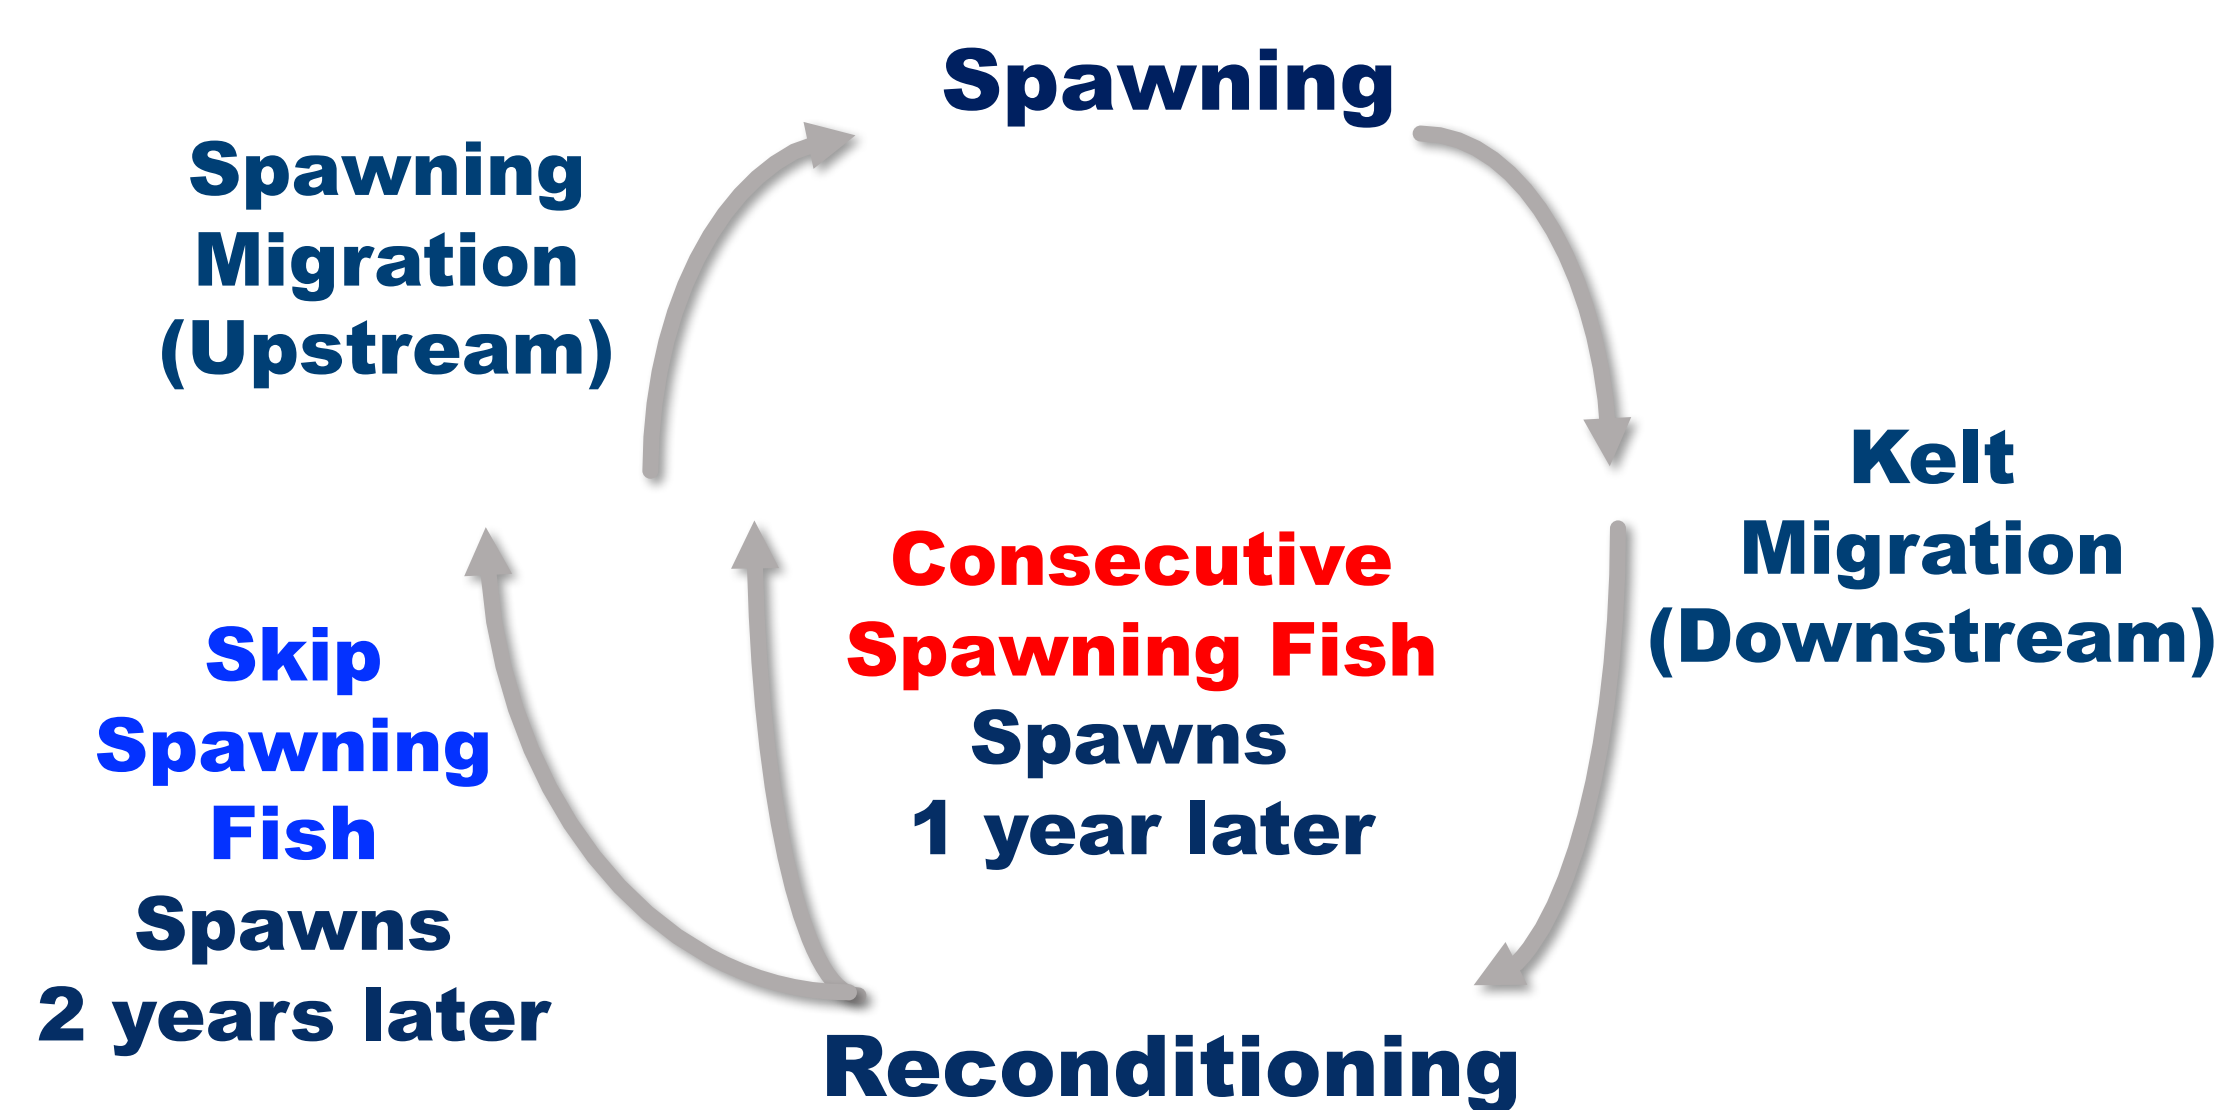 Spawning
Spawning
Migration
(Upstream)
Kelt
Migration
(Downstream)
Consecutive
Spawning Fish
Spawns
1 year later
Skip
Spawning
Fish
Spawns
2 years later
Reconditioning